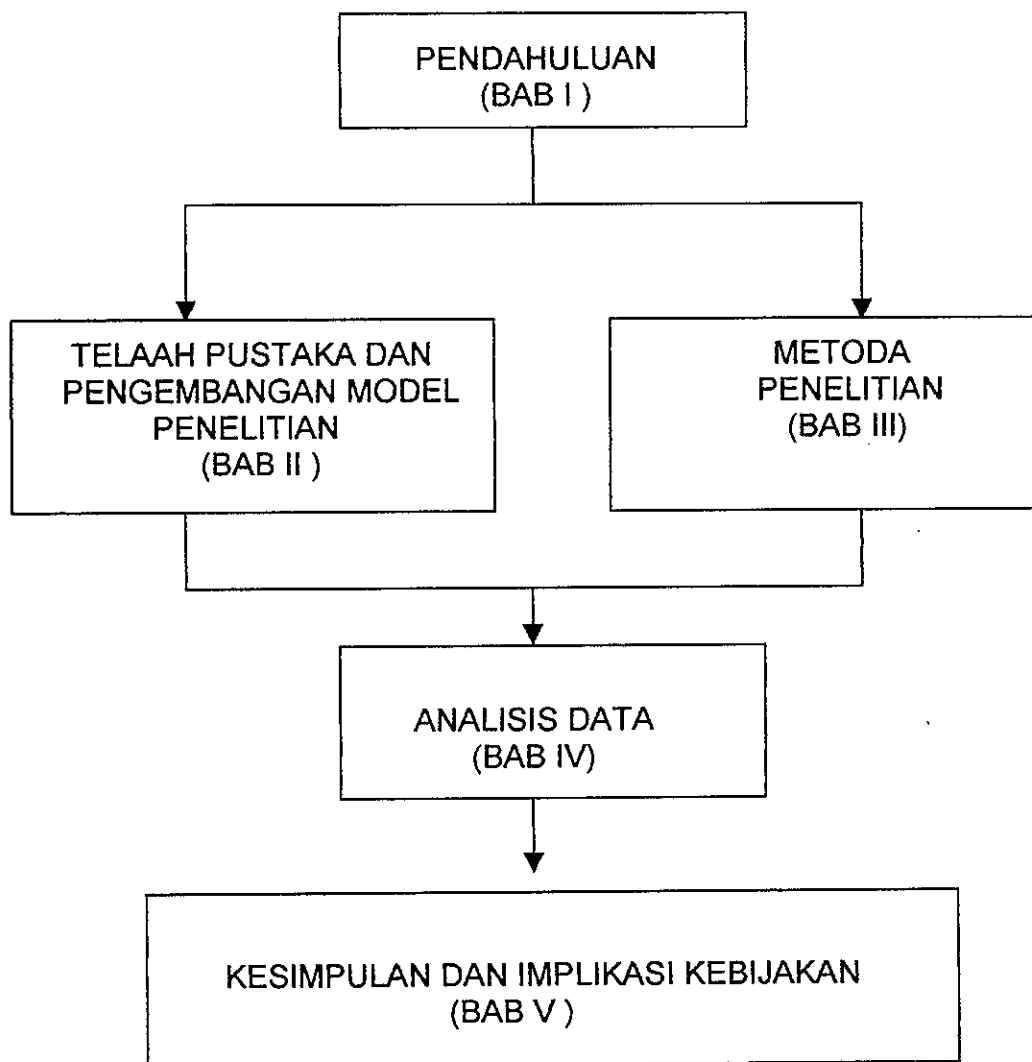 PENDAHULUAN
(BAB I )
TELAAH PUSTAKA DAN
PENGEMBANGAN MODEL
PENELITIAN
(BAB II )
METODA
PENELITIAN
(BAB III)
ANALISIS DATA
(BAB IV)
KESIMPULAN DAN IMPLIKASI KEBIJAKAN
(BAB V )